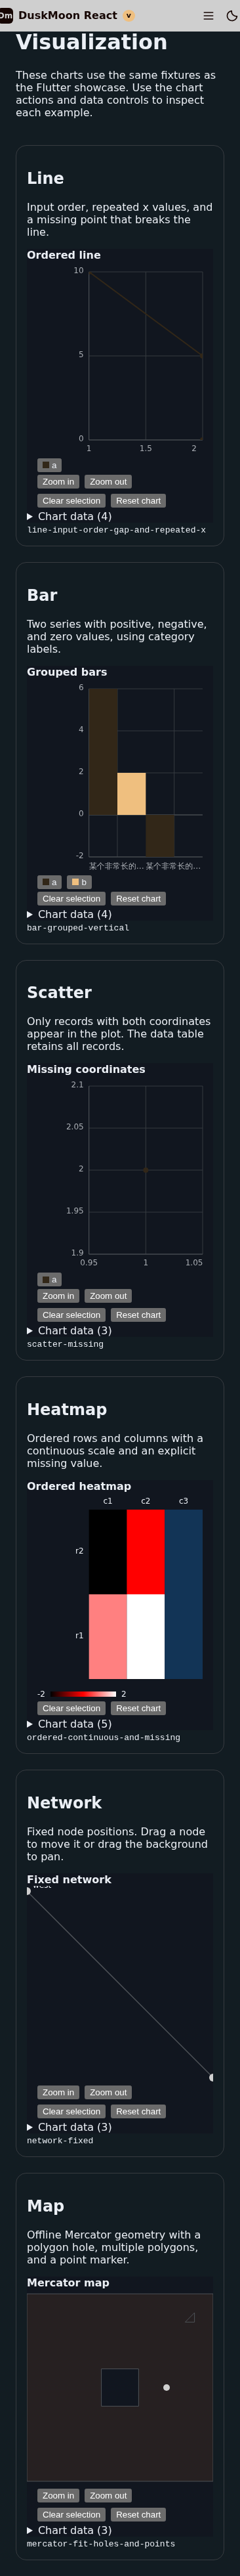 Dm DuskMoon React v
Visualization
These charts use the same fixtures as
the Flutter showcase. Use the chart
actions and data controls to inspect
each example.
Line
Input order, repeated x values, and
a missing point that breaks the
line.
Ordered line
10
5
0
1 1.5 2
a
Zoom in Zoom out
Clear selection Reset chart
Chart data (4)
line-input-order-gap-and-repeated-x
Bar
Two series with positive, negative,
and zero values, using category
labels.
Grouped bars
6
4
2
0
-2
某个非常长的… 某个非常长的…
a b
Clear selection Reset chart
Chart data (4)
bar-grouped-vertical
Scatter
Only records with both coordinates
appear in the plot. The data table
retains all records.
Missing coordinates
2.1
2.05
2
1.95
1.9
0.95 1 1.05
a
Zoom in Zoom out
Clear selection Reset chart
Chart data (3)
scatter-missing
Heatmap
Ordered rows and columns with a
continuous scale and an explicit
missing value.
Ordered heatmap
c1 c2 c3
r2
r1
-2 2
Clear selection Reset chart
Chart data (5)
ordered-continuous-and-missing
Network
Fixed node positions. Drag a node
to move it or drag the background
to pan.
Fixed network
Zoom in Zoom out
Clear selection Reset chart
Chart data (3)
network-fixed
Map
Offline Mercator geometry with a
polygon hole, multiple polygons,
and a point marker.
Mercator map
Zoom in Zoom out
Clear selection Reset chart
Chart data (3)
mercator-fit-holes-and-points